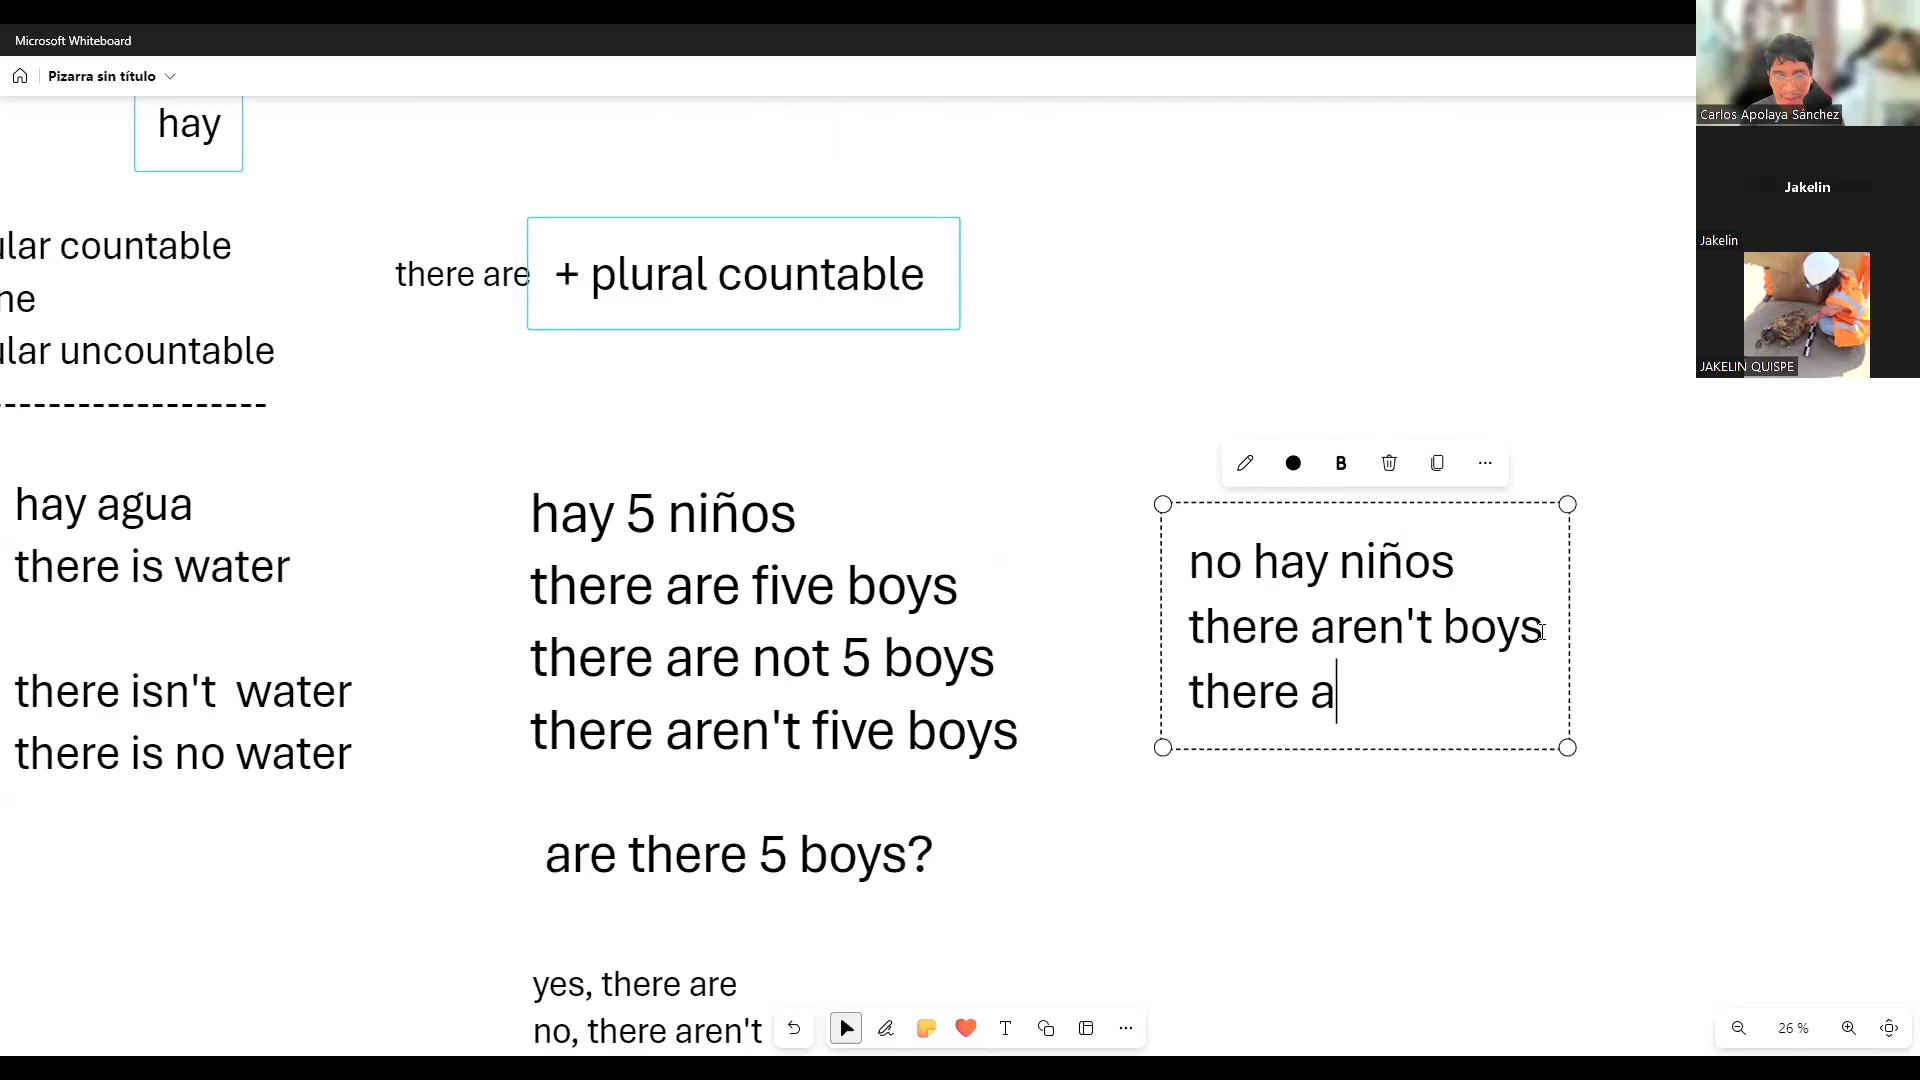 Microsoft Whiteboard
Pizarra sin título
hay
ular countable
ne
ular uncountable
-------------------
there are + plural countable
hay agua
there is water
there isn't  water
there is no water
hay 5 niños
there are five boys
there are not 5 boys
there aren't five boys
are there 5 boys?
yes, there are
no, there aren't
B
no hay niños
there aren't boys
there a
Carlos Apolaya Sánchez
Jakelin
Jakelin
JAKELIN QUISPE
26 %